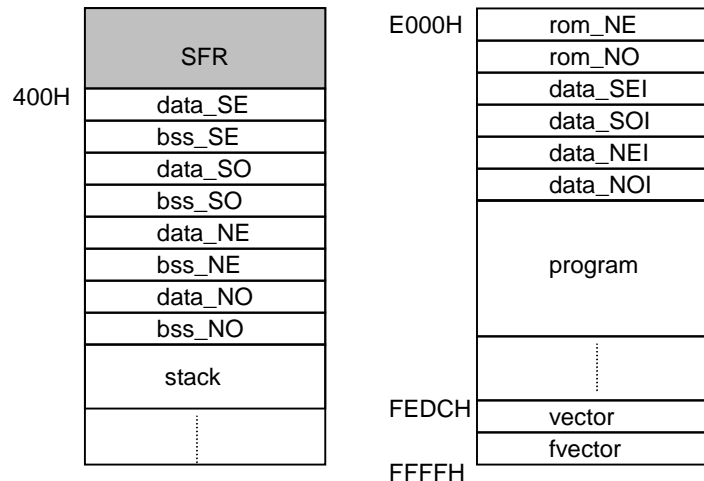 SFR
400H
data_SE
bss_SE
data_SO
bss_SO
data_NE
bss_NE
data_NO
bss_NO
stack
E000H
rom_NE
rom_NO
data_SEI
data_SOI
data_NEI
data_NOI
program
FEDCH
vector
fvector
FFFFH